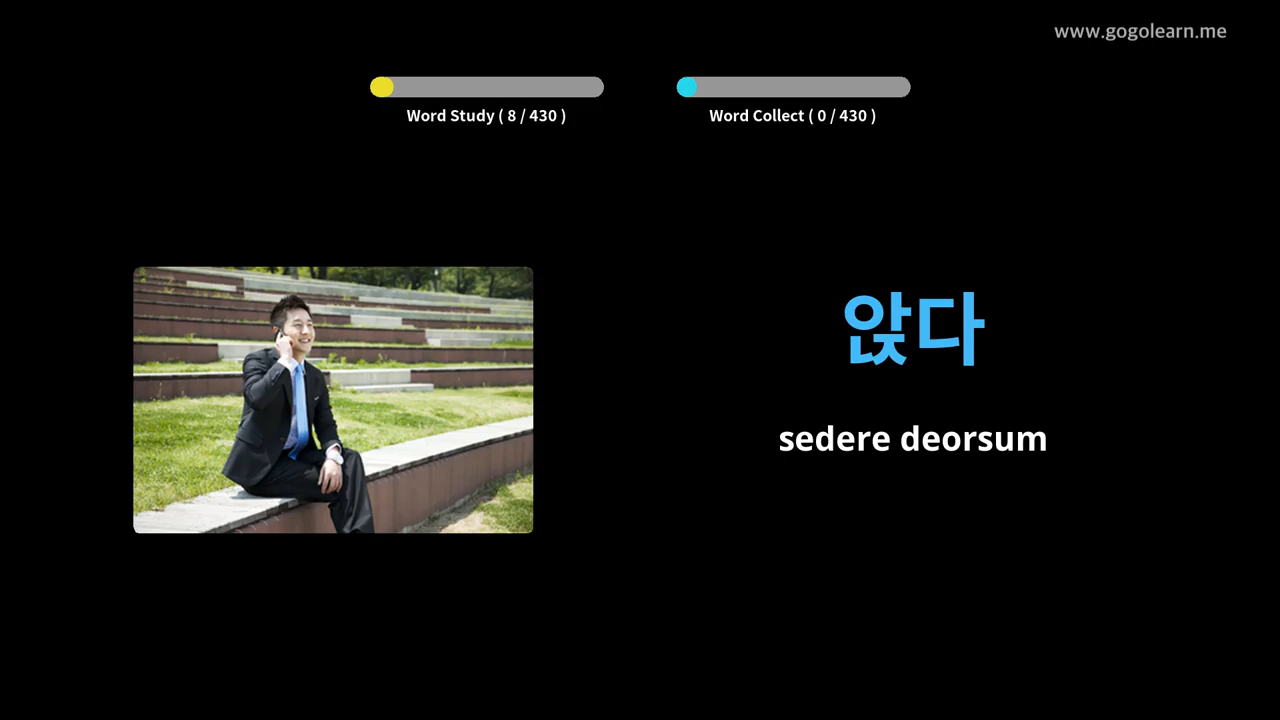 www.gogolearn.me
Word Study ( 8 / 430 )
Word Collect ( 0 / 430 )
앉다
sedere deorsum